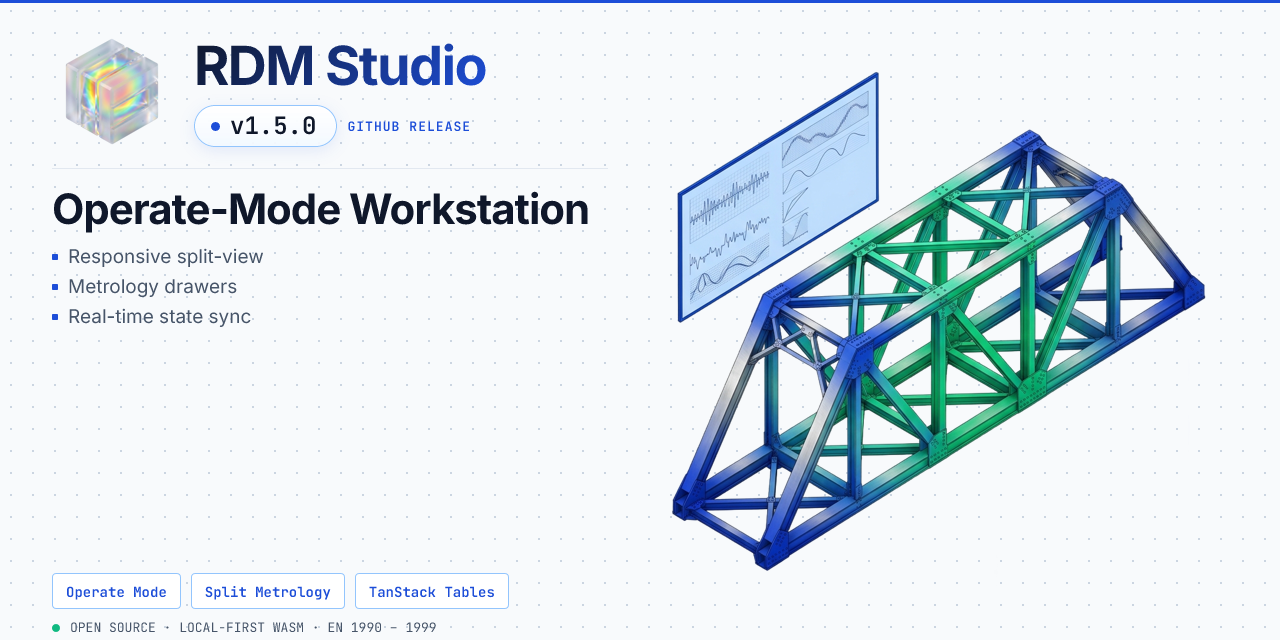 RDM Studio
v1.5.0 GITHUB RELEASE
Operate-Mode Workstation
Responsive split-view
Metrology drawers
Real-time state sync
Operate Mode Split Metrology TanStack Tables
OPEN SOURCE · LOCAL-FIRST WASM · EN 1990 – 1999